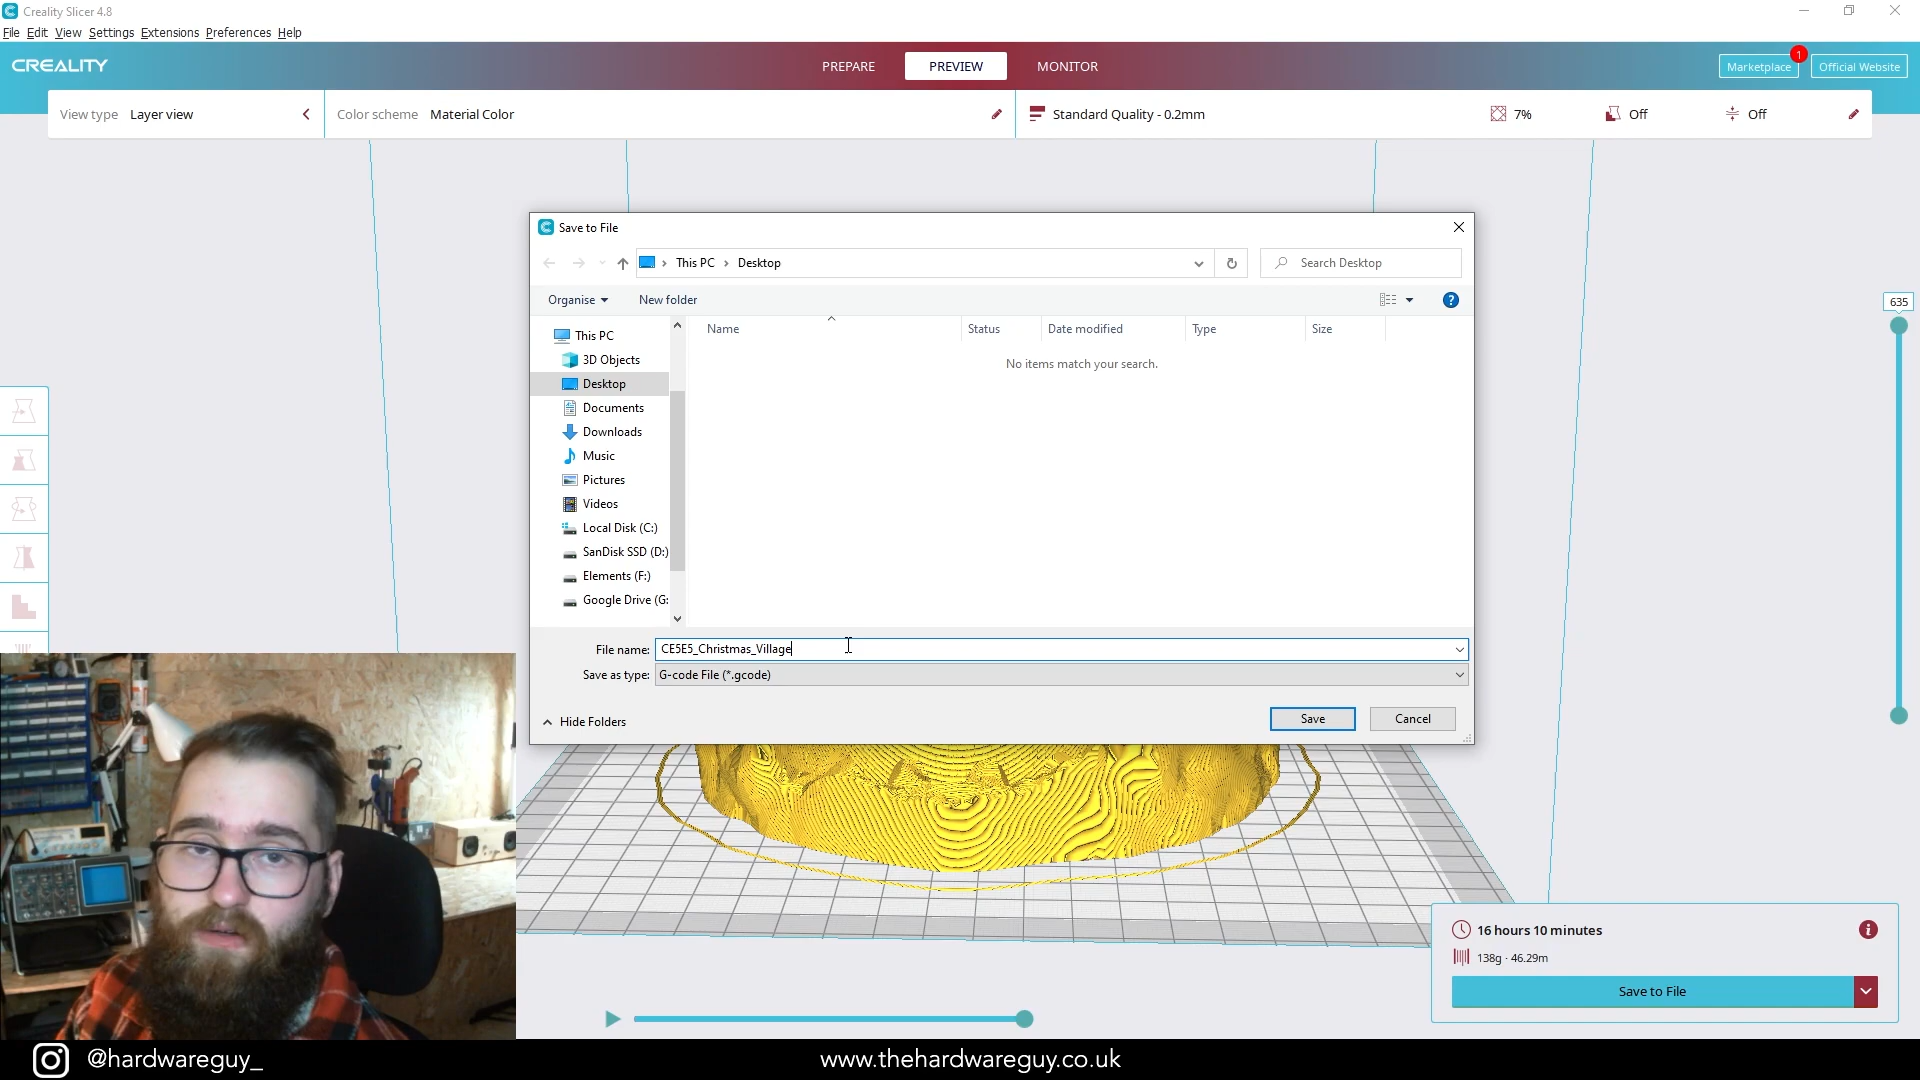 Creality Slicer 4.8
File Edit View Settings Extensions Preferences Help
CREALITY
PREPARE
PREVIEW
MONITOR
1
Marketplace
Official Website
View type Layer view
Color scheme Material Color
Standard Quality - 0.2mm
7%
Off
Off
Save to File
This PC
Desktop
Search Desktop
Organise
New folder
?
Name
Status
Date modified
Type
Size
No items match your search.
This PC
3D Objects
Desktop
Documents
Downloads
Music
Pictures
Videos
Local Disk (C:)
SanDisk SSD (D:)
Elements (F:)
Google Drive (G:
File name: CE5E5_Christmas_Village
Save as type: G-code File (*.gcode)
Hide Folders
Save
Cancel
635
16 hours 10 minutes
138g · 46.29m
Save to File
@hardwareguy_
www.thehardwareguy.co.uk